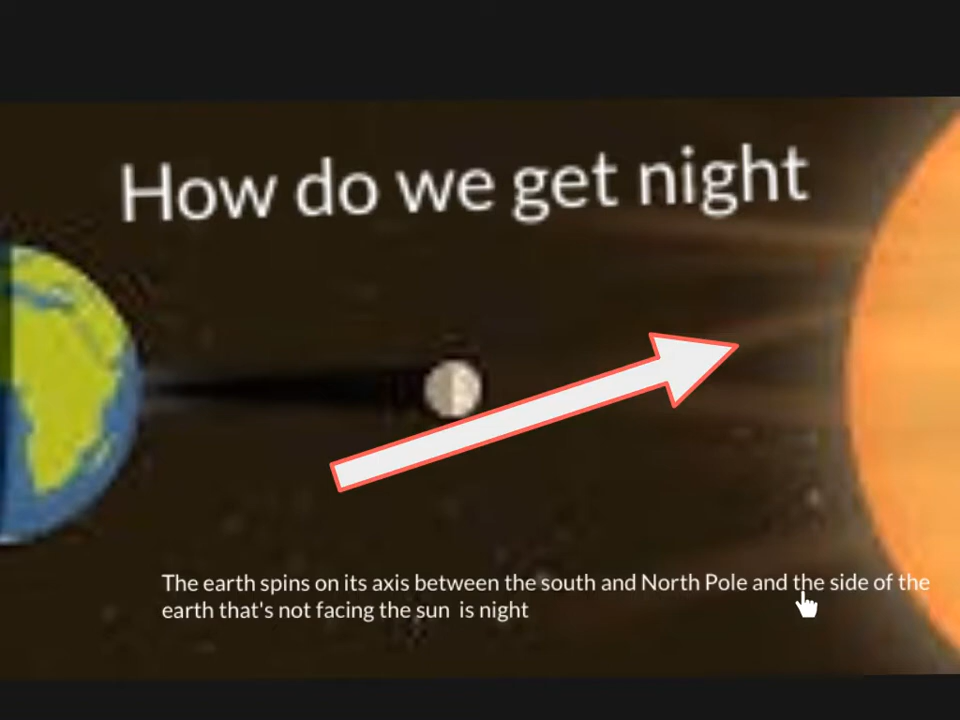 How do we get night
The earth spins on its axis between the south and North Pole and the side of the
earth that's not facing the sun  is night